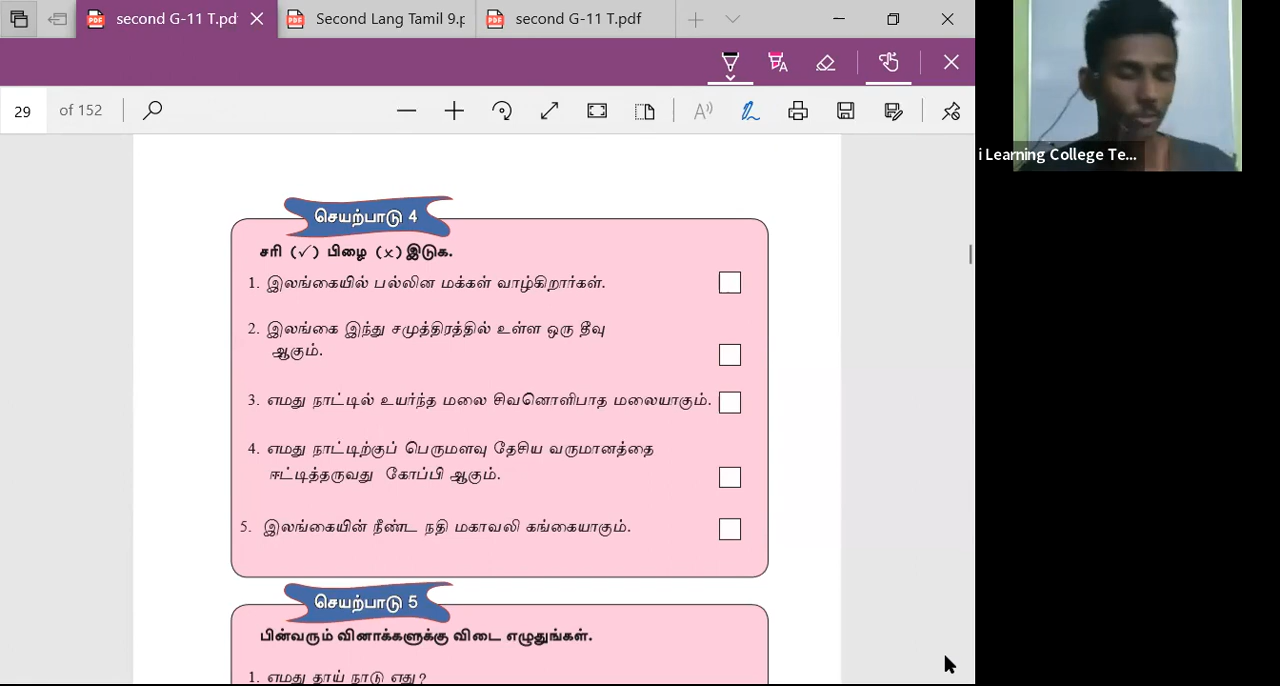 second G-11 T.pd
Second Lang Tamil 9.p
second G-11 T.pdf
29 of 152
i Learning College Te...
செயற்பாடு 4
சரி (✓) பிழை (x) இடுக.
1. இலங்கையில் பல்லின மக்கள் வாழ்கிறார்கள்.
2. இலங்கை இந்து சமுத்திரத்தில் உள்ள ஒரு தீவு
ஆகும்.
3. எமது நாட்டில் உயர்ந்த மலை சிவனொளிபாத மலையாகும்.
4. எமது நாட்டிற்குப் பெருமளவு தேசிய வருமானத்தை
ஈட்டித்தருவது கோப்பி ஆகும்.
5. இலங்கையின் நீண்ட நதி மகாவலி கங்கையாகும்.
செயற்பாடு 5
பின்வரும் வினாக்களுக்கு விடை எழுதுங்கள்.
1. எமது தாய் நாடு எது?